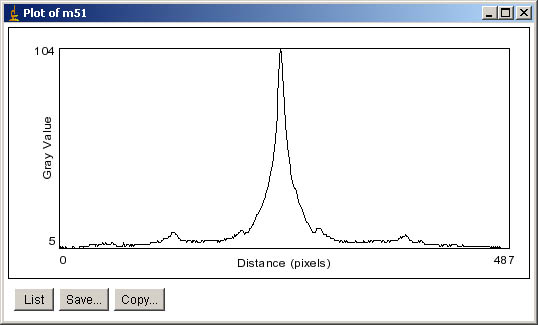 Plot of m51
104
Gray Value
5
0
Distance (pixels)
487
List
Save...
Copy...